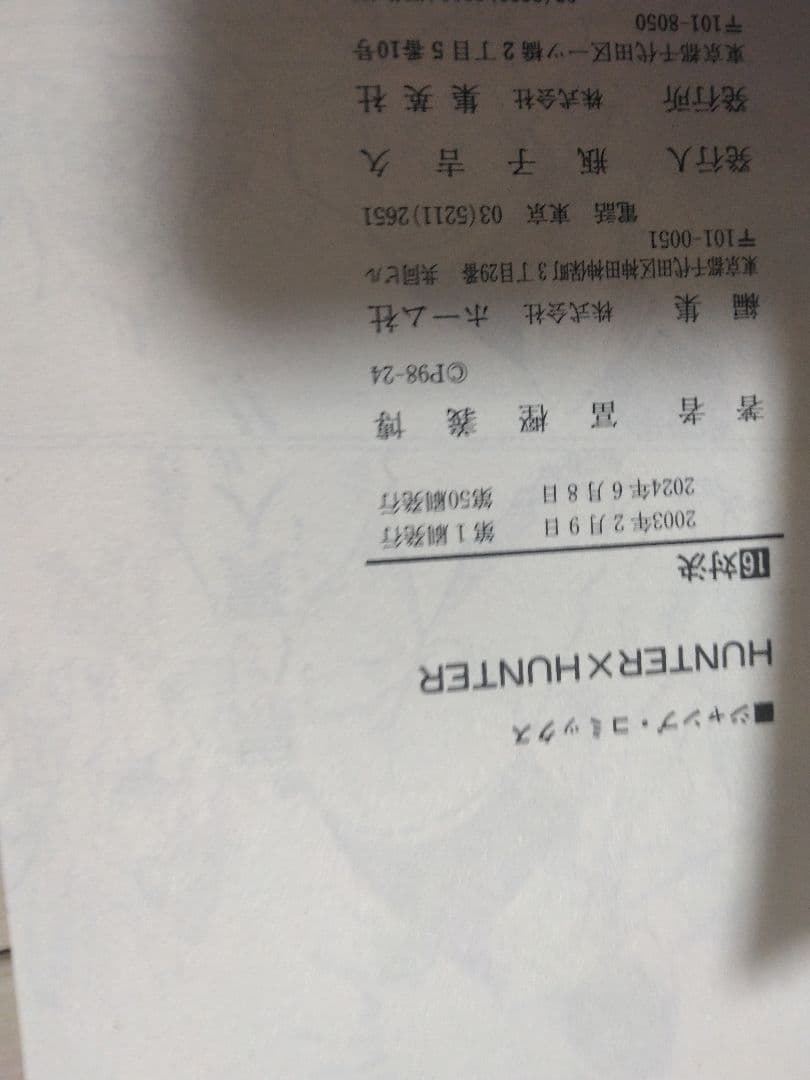 ■ジャンプ・コミックス
HUNTER×HUNTER
16対決
2003年2月9日 第1刷発行
2024年6月8日 第50刷発行
著者 冨樫義博
©P98-24
編集 株式会社 ホーム社
東京都千代田区神田神保町3丁目29番 共同ビル
〒101-0051
電話 東京 03(5211)2651
発行人 瓶子吉久
発行所 株式会社 集英社
東京都千代田区一ツ橋2丁目5番10号
〒101-8050